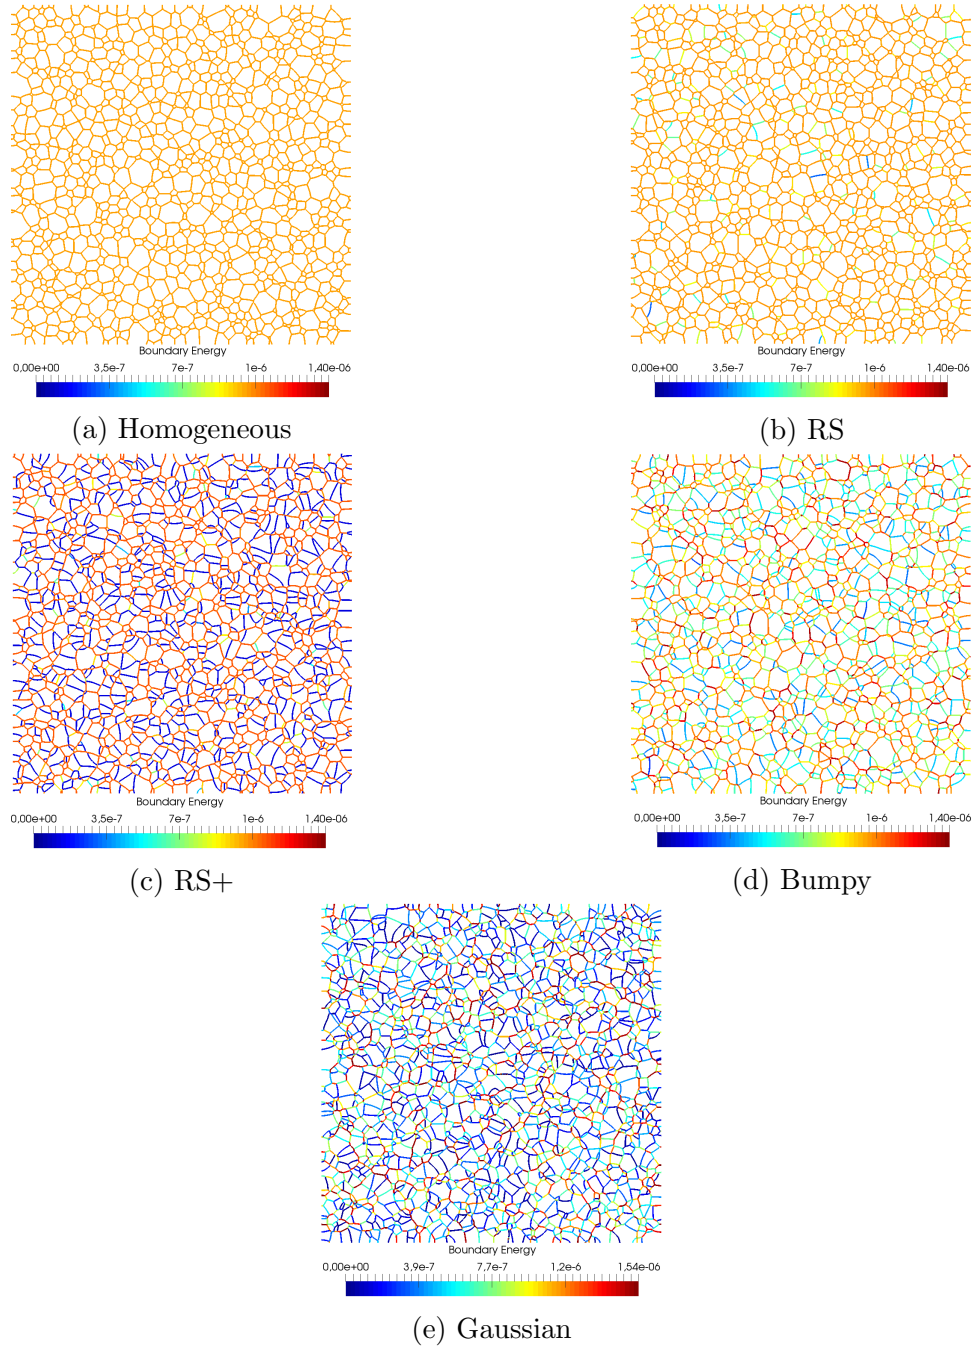 Boundary Energy
0,00e+00 3,5e-7 7e-7 1e-6 1,40e-06
(a) Homogeneous
Boundary Energy
0,00e+00 3,5e-7 7e-7 1e-6 1,40e-06
(b) RS
Boundary Energy
0,00e+00 3,5e-7 7e-7 1e-6 1,40e-06
(c) RS+
Boundary Energy
0,00e+00 3,5e-7 7e-7 1e-6 1,40e-06
(d) Bumpy
Boundary Energy
0,00e+00 3,9e-7 7,7e-7 1,2e-6 1,54e-06
(e) Gaussian